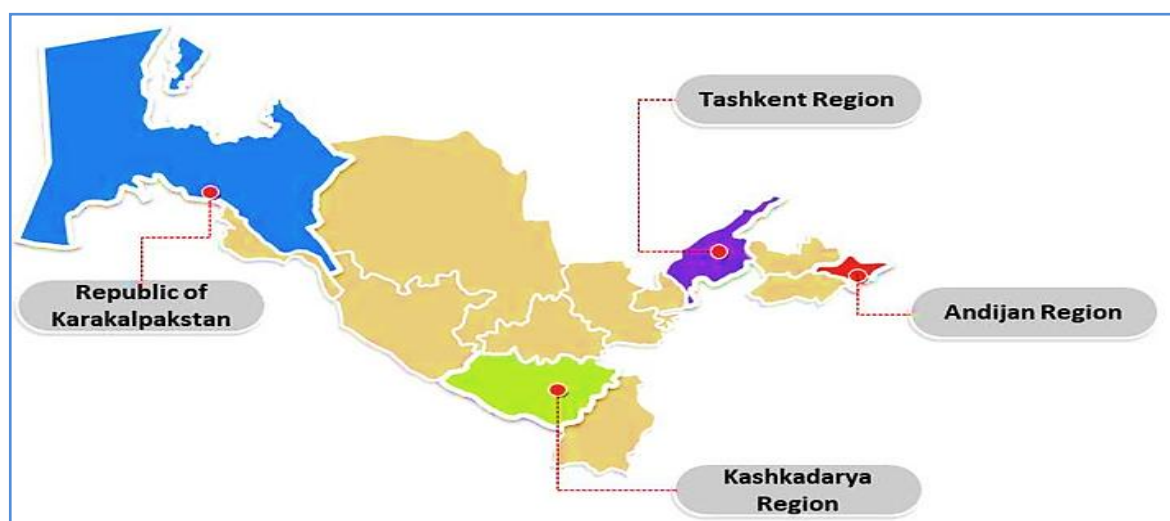 Tashkent Region
Republic of
Karakalpakstan
Andijan Region
Kashkadarya
Region